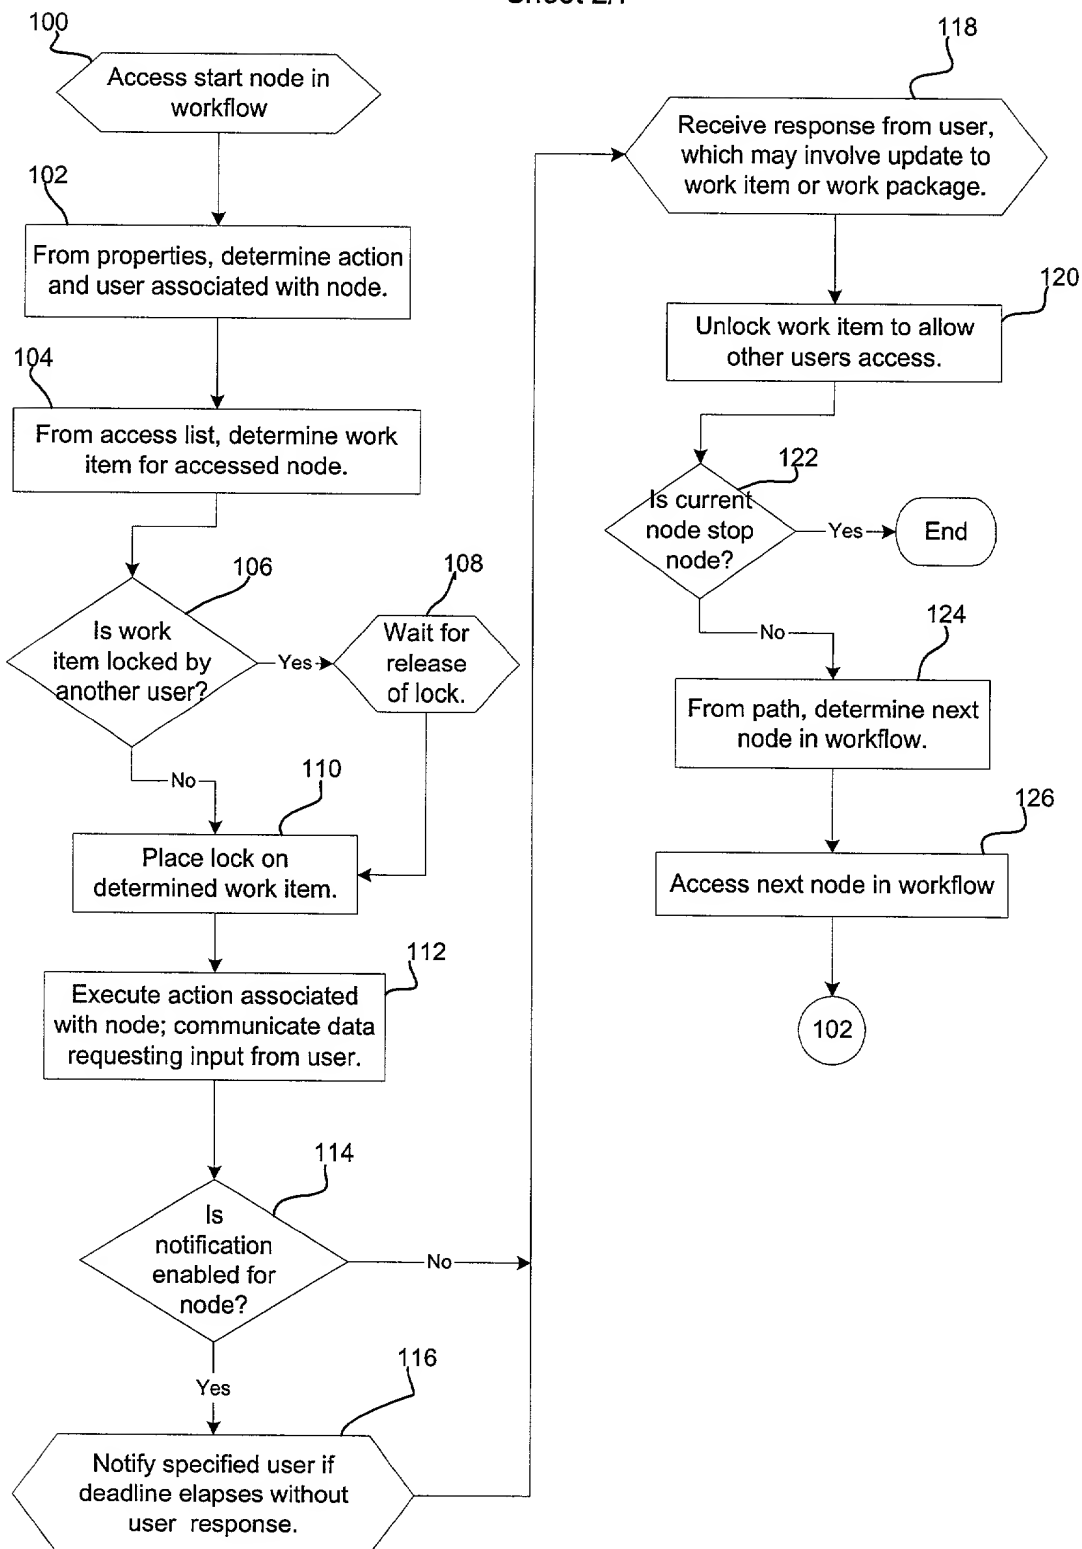 100
Access start node in
workflow
102
From properties, determine action
and user associated with node.
104
From access list, determine work
item for accessed node.
106
Is work
item locked by
another user?
Yes
108
Wait for
release
of lock.
No
110
Place lock on
determined work item.
112
Execute action associated
with node; communicate data
requesting input from user.
114
Is
notification
enabled for
node?
No
Yes
116
Notify specified user if
deadline elapses without
user response.
118
Receive response from user,
which may involve update to
work item or work package.
120
Unlock work item to allow
other users access.
122
Is current
node stop
node?
Yes
End
No
124
From path, determine next
node in workflow.
126
Access next node in workflow
102